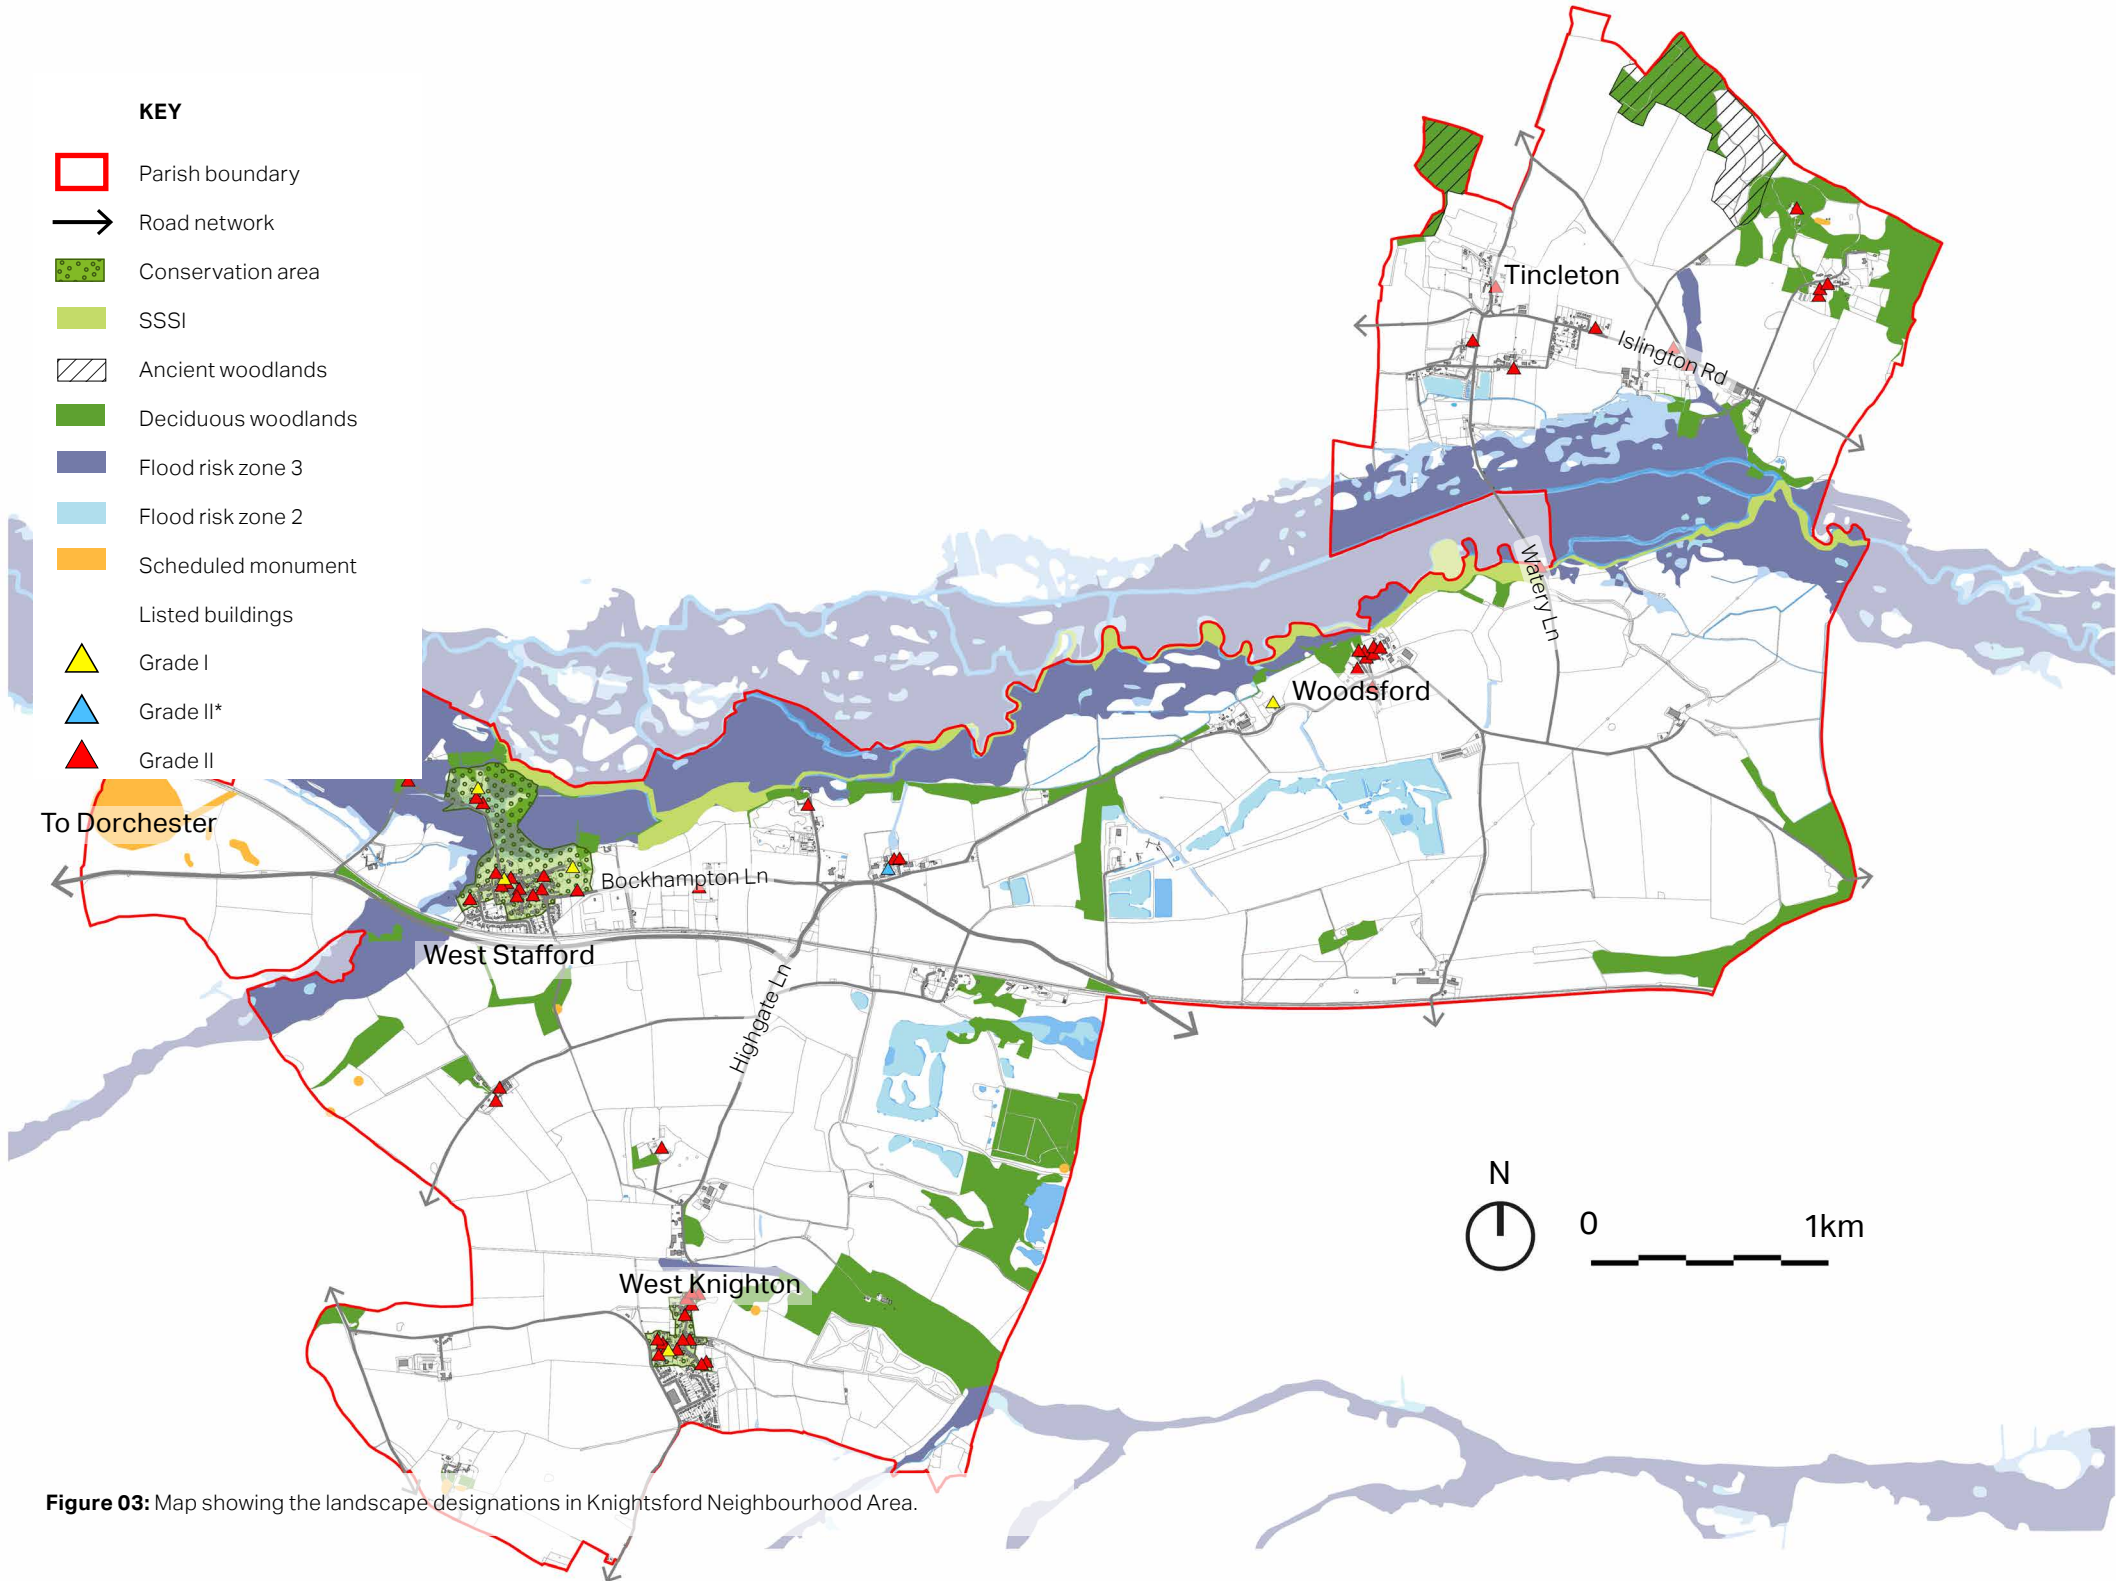 KEY
Parish boundary
Road network
Conservation area
SSSI
Ancient woodlands
Deciduous woodlands
Flood risk zone 3
Flood risk zone 2
Scheduled monument
Listed buildings
Grade I
Grade II*
Grade II
Tincleton
Islington Rd
Watery Ln
Woodsford
To Dorchester
Bockhampton Ln
West Stafford
Highgate Ln
West Knighton
N
0 1km
Figure 03: Map showing the landscape designations in Knightsford Neighbourhood Area.